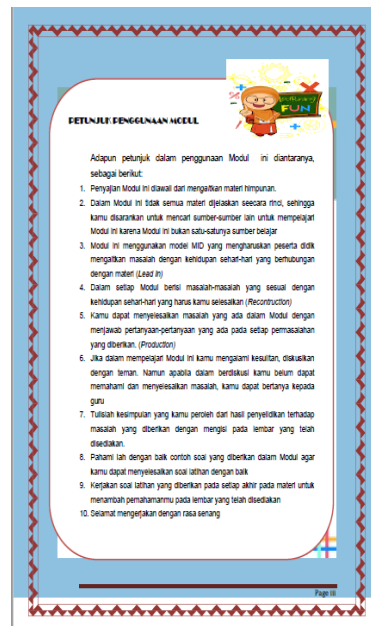 FUN
PETUNJUK PENGGUNAAN MODUL
Adapun petunjuk dalam penggunaan Modul ini diantaranya,
sebagai berikut:
1. Penyajian Modul ini diawali dari mengaitkan materi himpunan.
2. Dalam Modul ini tidak semua materi dijelaskan seecara rinci, sehingga
kamu disarankan untuk mencari sumber-sumber lain untuk mempelajari
Modul ini karena Modul ini bukan satu-satunya sumber belajar
3. Modul ini menggunakan model MID yang mengharuskan peserta didik
mengaitkan masalah dengan kehidupan sehari-hari yang berhubungan
dengan materi (Lead In)
4. Dalam setiap Modul berisi masalah-masalah yang sesuai dengan
kehidupan sehari-hari yang harus kamu selesaikan (Recontruction)
5. Kamu dapat menyelesaikan masalah yang ada dalam Modul dengan
menjawab pertanyaan-pertanyaan yang ada pada setiap permasalahan
yang diberikan. (Production)
6. Jika dalam mempelajari Modul ini kamu mengalami kesulitan, diskusikan
dengan teman. Namun apabila dalam berdiskusi kamu belum dapat
memahami dan menyelesaikan masalah, kamu dapat bertanya kepada
guru
7. Tulislah kesimpulan yang kamu peroleh dari hasil penyelidikan terhadap
masalah yang diberikan dengan mengisi pada lembar yang telah
disediakan.
8. Pahami lah dengan baik contoh soal yang diberikan dalam Modul agar
kamu dapat menyelesaikan soal latihan dengan baik
9. Kerjakan soal latihan yang diberikan pada setiap akhir pada materi untuk
menambah pemahamanmu pada lembar yang telah disediakan
10. Selamat mengerjakan dengan rasa senang
Page iii